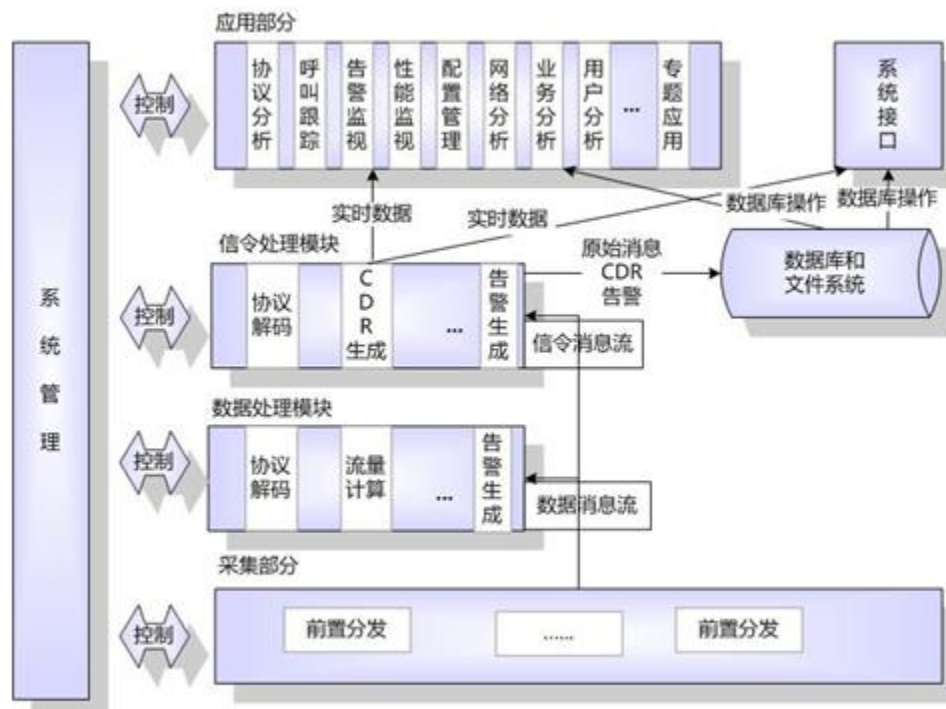 应用部分
系统管理
控制
协议分析
呼叫跟踪
告警监视
性能监视
配置管理
网络分析
业务分析
用户分析
...
专题应用
系统接口
实时数据
实时数据
数据库操作
数据库操作
信令处理模块
控制
协议
解码
CDR生成
...
告警生成
原始消息
CDR
告警
数据库和
文件系统
信令消息流
数据处理模块
控制
协议
解码
流量
计算
...
告警生成
数据消息流
采集部分
控制
前置分发
......
前置分发